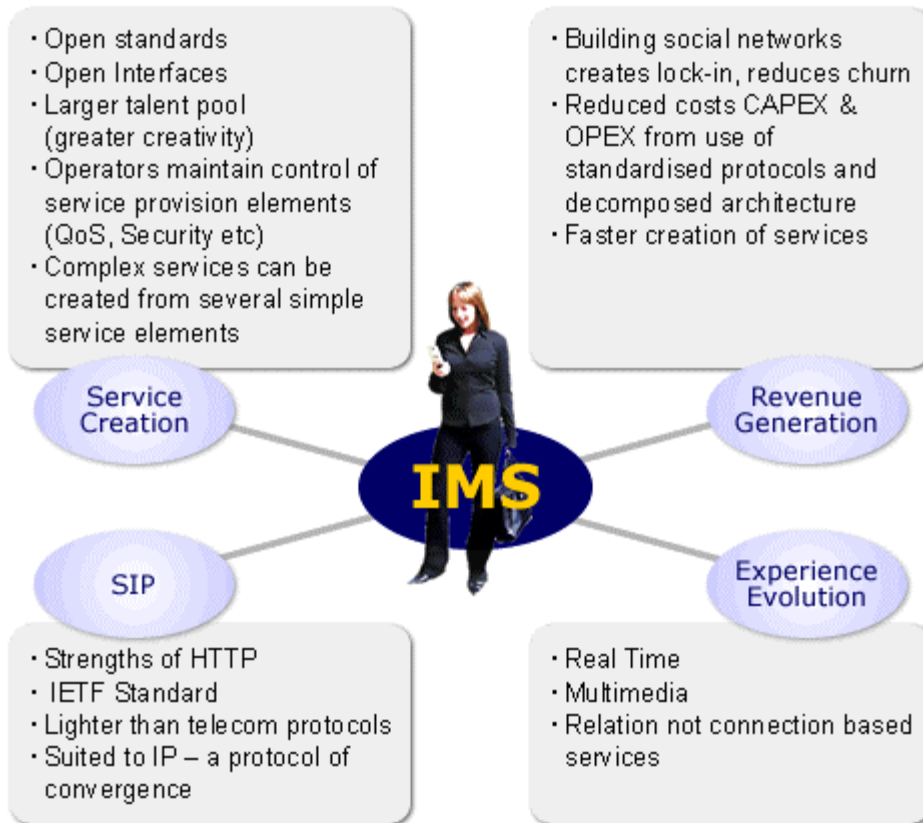 · Open standards
· Open Interfaces
· Larger talent pool
(greater creativity)
· Operators maintain control of
service provision elements
(QoS, Security etc)
· Complex services can be
created from several simple
service elements
· Building social networks
creates lock-in, reduces churn
· Reduced costs CAPEX &
OPEX from use of
standardised protocols and
decomposed architecture
· Faster creation of services
Service
Creation
Revenue
Generation
IMS
SIP
Experience
Evolution
· Strengths of HTTP
· IETF Standard
· Lighter than telecom protocols
· Suited to IP – a protocol of
convergence
· Real Time
· Multimedia
· Relation not connection based
services